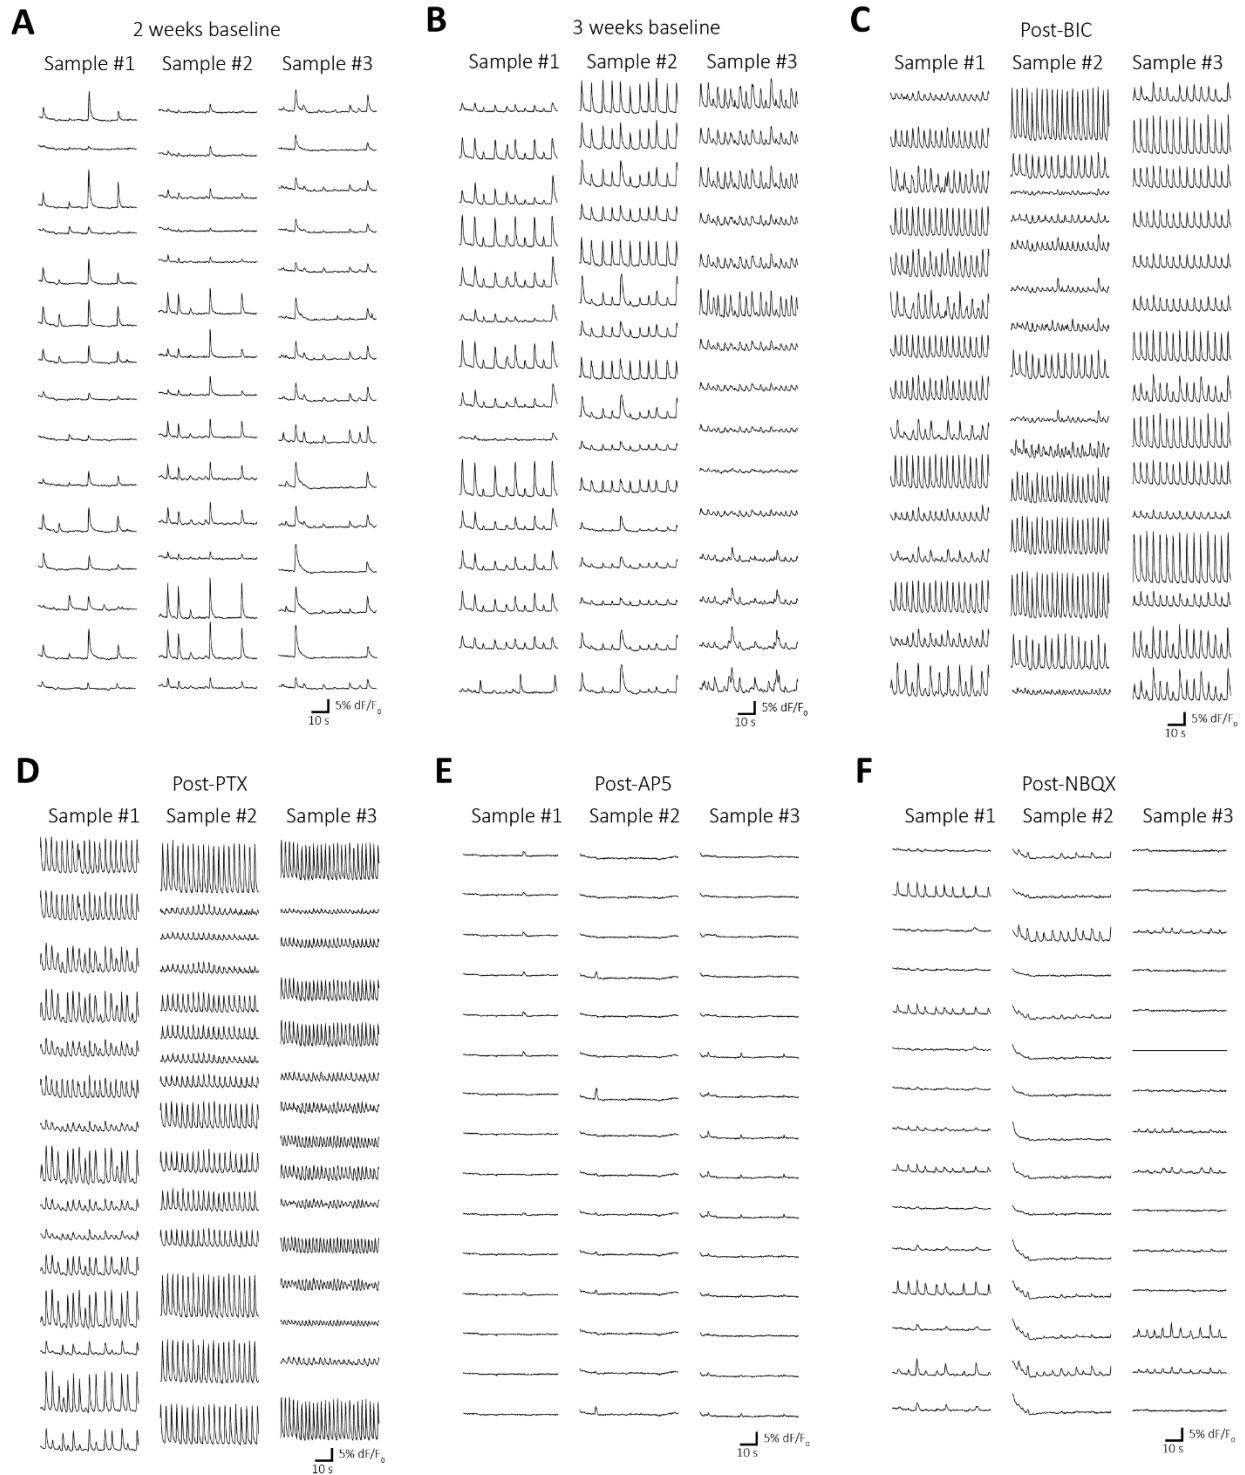 A
2 weeks baseline
Sample #1
Sample #2
Sample #3
5% dF/F₀
10 s
B
3 weeks baseline
Sample #1
Sample #2
Sample #3
5% dF/F₀
10 s
C
Post-BIC
Sample #1
Sample #2
Sample #3
5% dF/F₀
10 s
D
Post-PTX
Sample #1
Sample #2
Sample #3
5% dF/F₀
10 s
E
Post-AP5
Sample #1
Sample #2
Sample #3
5% dF/F₀
10 s
F
Post-NBQX
Sample #1
Sample #2
Sample #3
5% dF/F₀
10 s